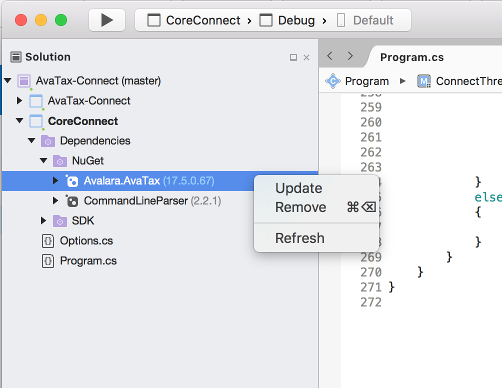 CoreConnect > Debug > Default
Solution
AvaTax-Connect (master)
AvaTax-Connect
CoreConnect
Dependencies
NuGet
Avalara.AvaTax (17.5.0.67)
CommandLineParser (2.2.1)
SDK
Options.cs
Program.cs
Update
Remove ⌘⌫
Refresh
Program.cs
Program ConnectThre
258
259
260
261
262
263
}
else
{
}
269 }
270 }
271 }
272